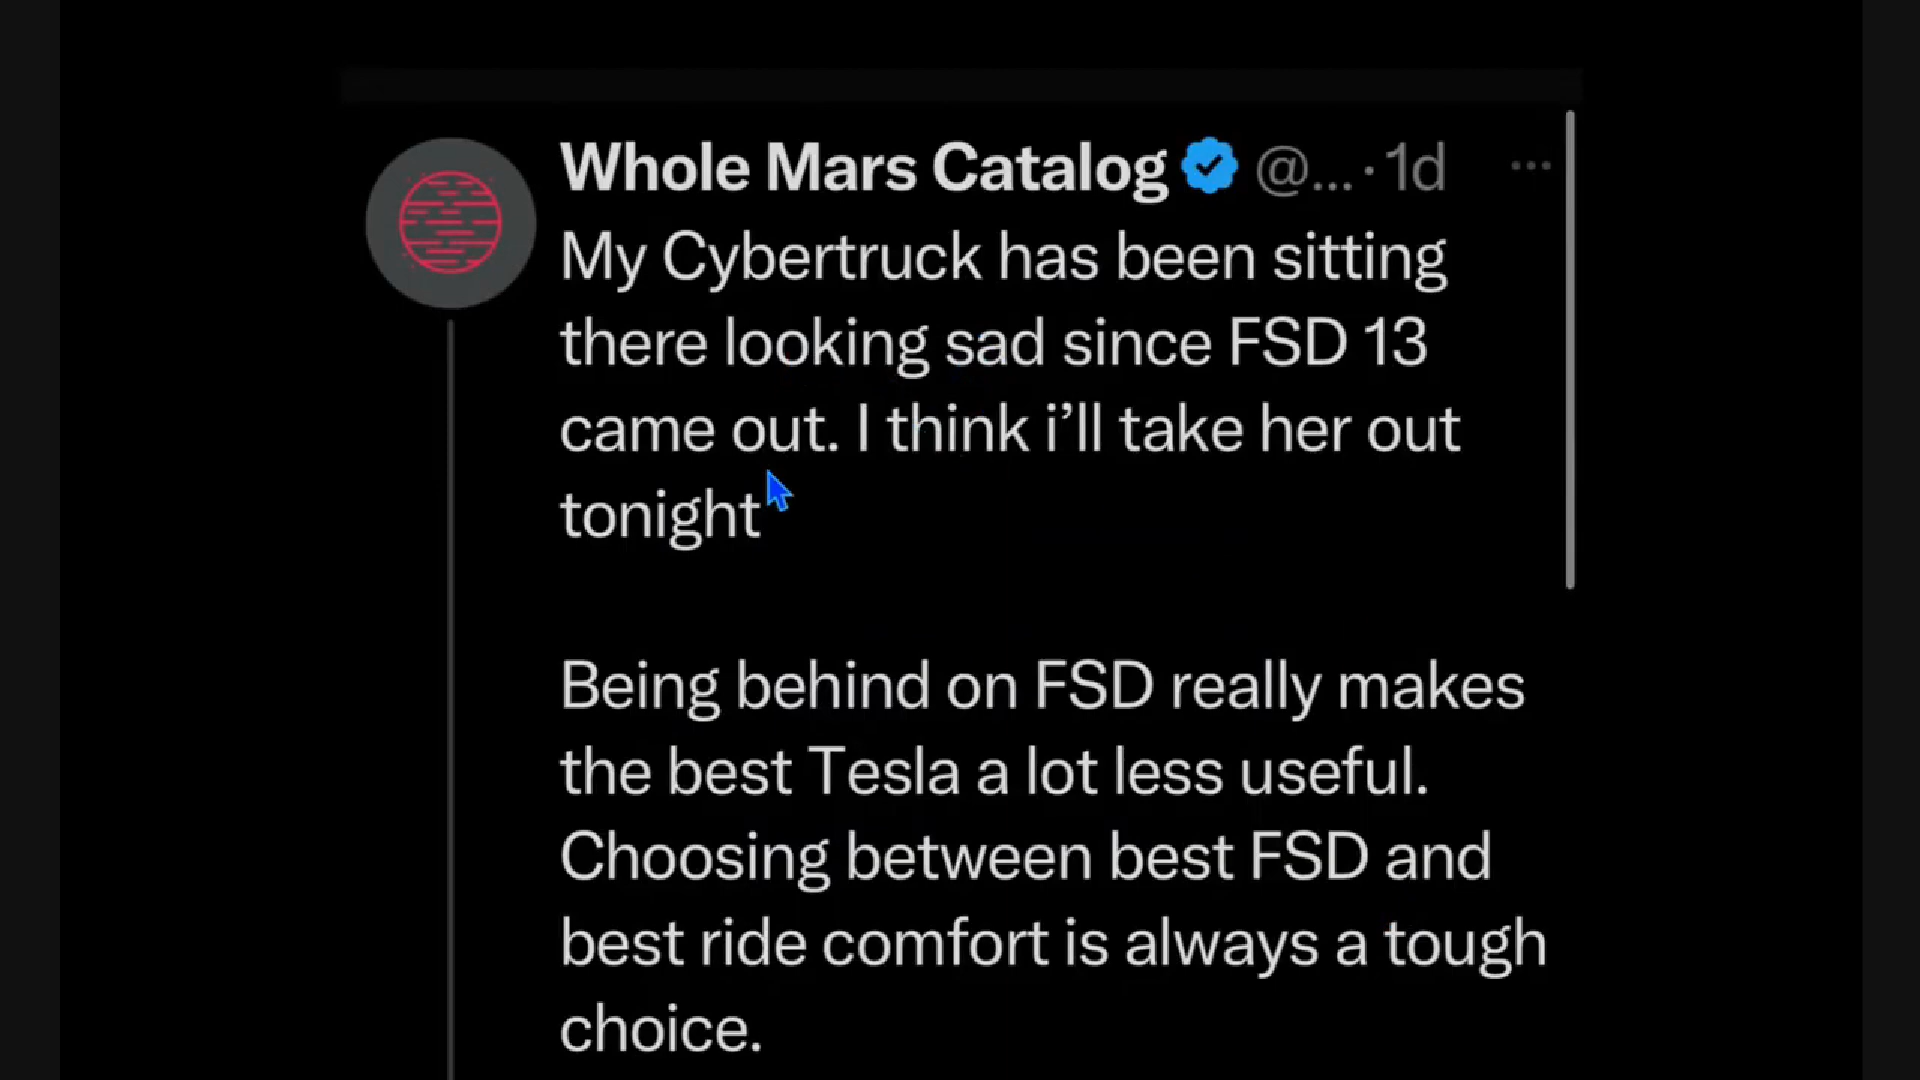 Whole Mars Catalog @... · 1d ...
My Cybertruck has been sitting
there looking sad since FSD 13
came out. I think i’ll take her out
tonight
Being behind on FSD really makes
the best Tesla a lot less useful.
Choosing between best FSD and
best ride comfort is always a tough
choice.